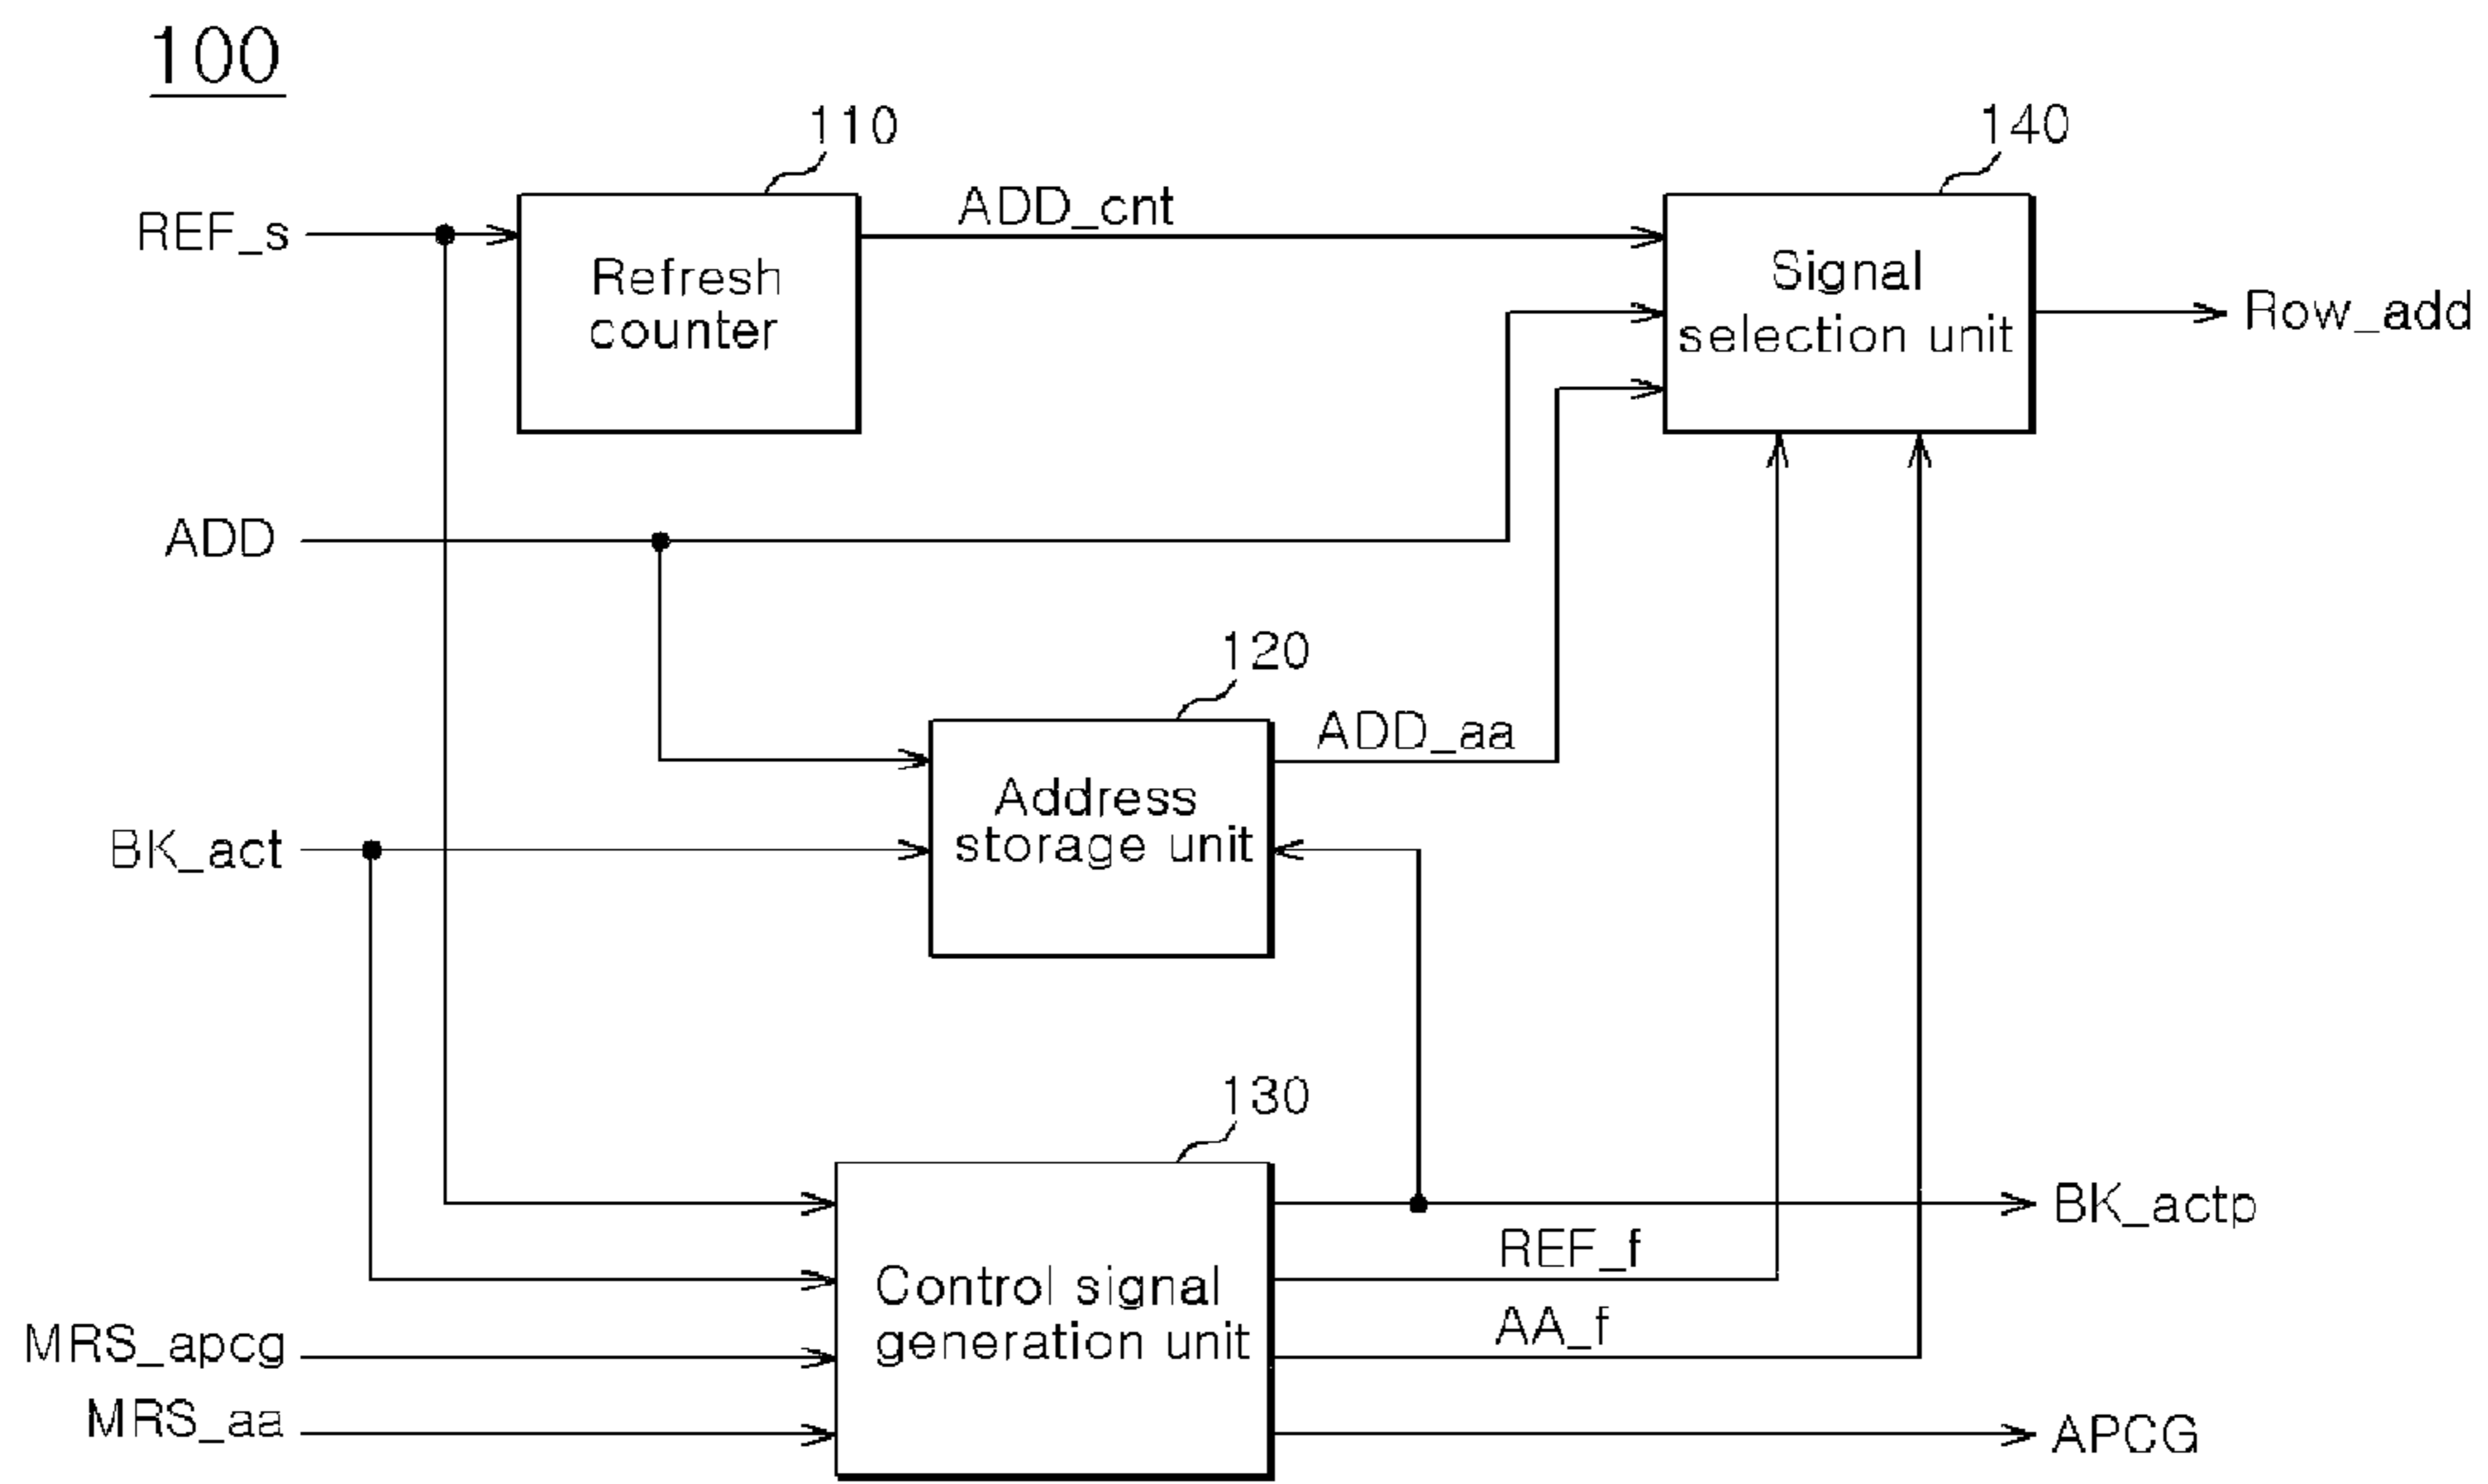 100
110
140
REF_s
ADD_cnt
Refresh
counter
Signal
selection unit
Row_add
ADD
120
ADD_aa
Address
storage unit
BK_act
130
BK_actp
REF_f
Control signal
generation unit
AA_f
MRS_apcg
MRS_aa
APCG